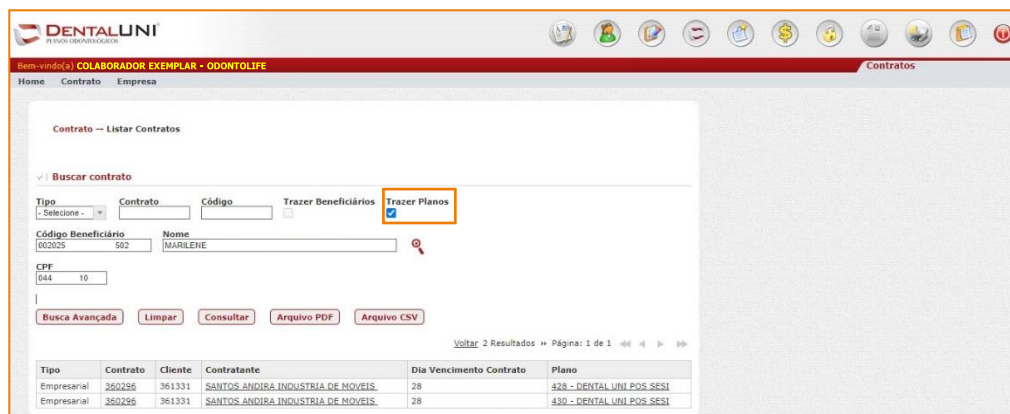 DENTALUNI
PLANOS ODONTOLÓGICOS
Bem-vindo(a) COLABORADOR EXEMPLAR - ODONTOLIFE
Contratos
Home Contrato Empresa
Contrato → Listar Contratos
Buscar contrato
Tipo Contrato Código Trazer Beneficiários Trazer Planos
- Selecione -
Código Beneficiário Nome
002025 502 MARILENE
CPF
044 10
Busca Avançada Limpar Consultar Arquivo PDF Arquivo CSV
Voltar 2 Resultados » Página: 1 de 1
Tipo Contrato Cliente Contratante Dia Vencimento Contrato Plano
Empresarial 360296 361331 SANTOS ANDIRA INDUSTRIA DE MOVEIS 28 428 - DENTAL UNI POS SESI
Empresarial 360296 361331 SANTOS ANDIRA INDUSTRIA DE MOVEIS 28 430 - DENTAL UNI POS SESI